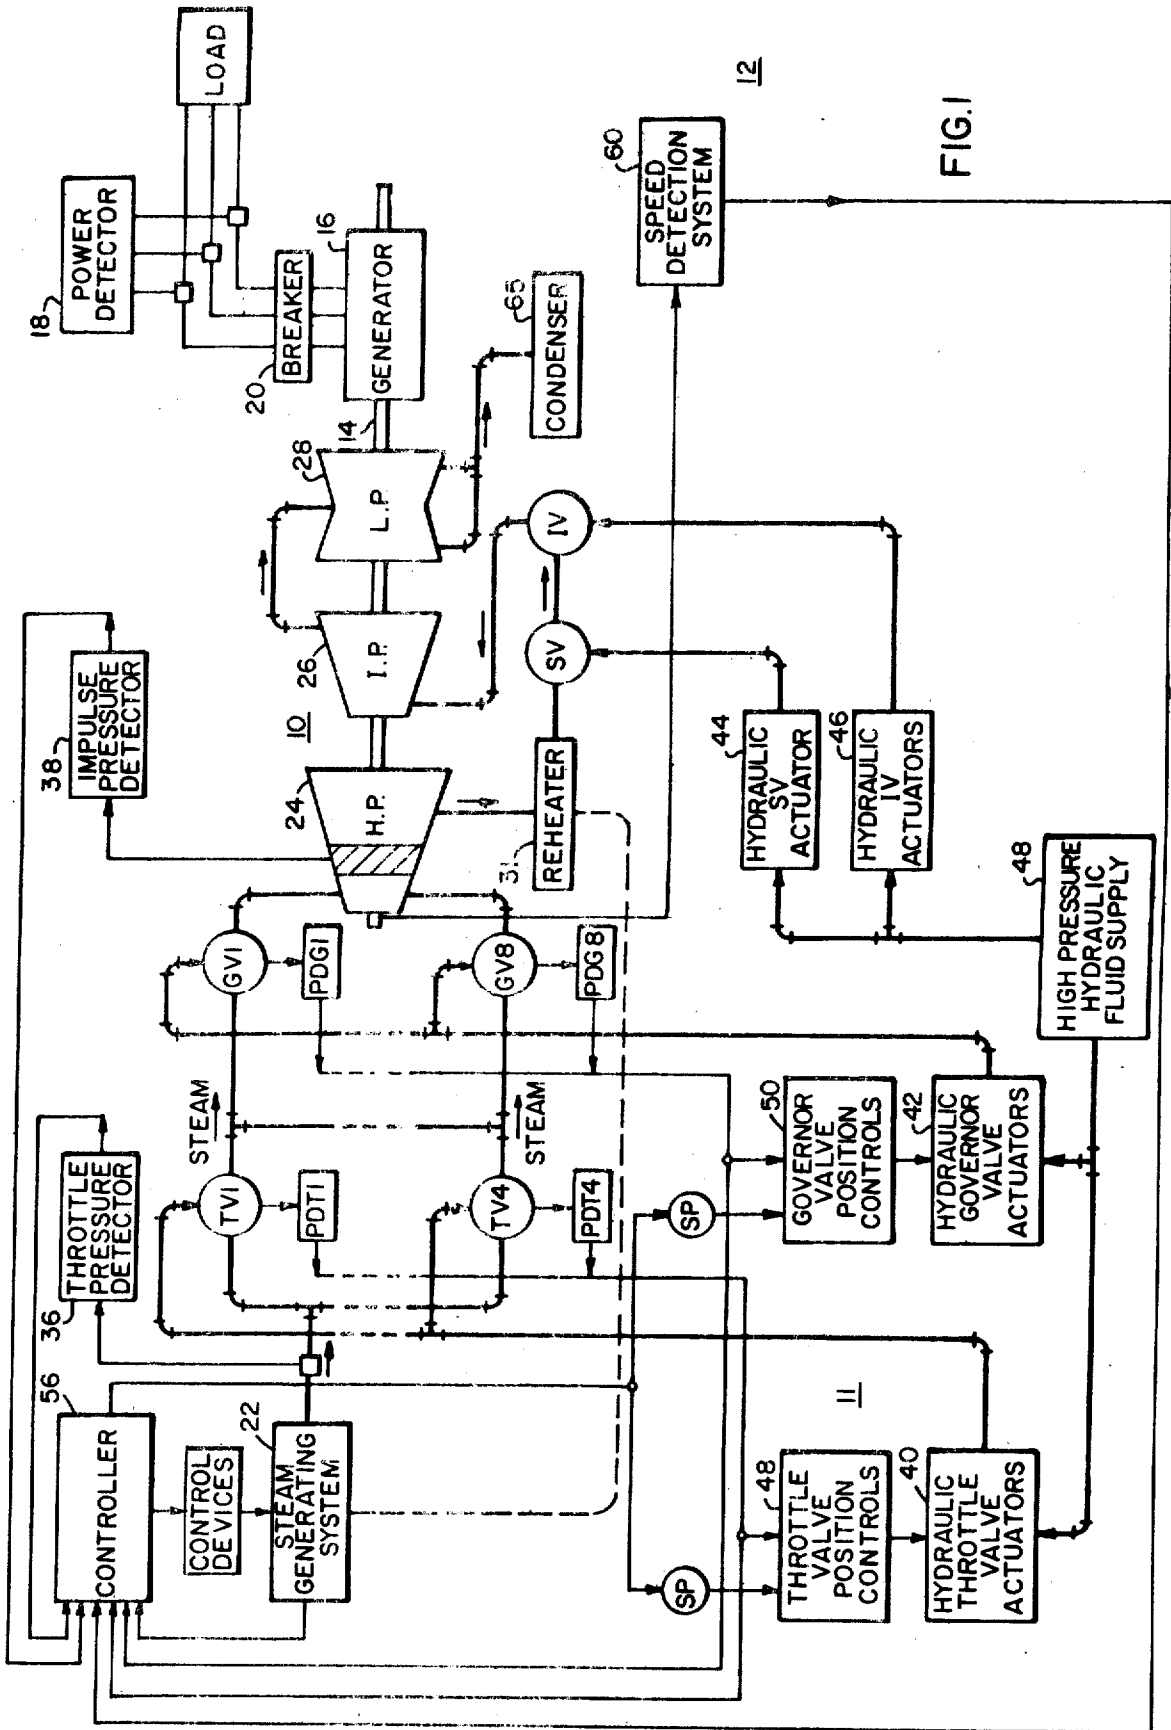 18
POWER
DETECTOR
LOAD
20
BREAKER
16
GENERATOR
14
28
L.P.
26
I.P.
10
24
H.P.
38
IMPULSE
PRESSURE
DETECTOR
65
CONDENSER
IV
SV
31
REHEATER
60
SPEED
DETECTION
SYSTEM
12
FIG.1
36
THROTTLE
PRESSURE
DETECTOR
GV1
PDG1
GV8
PDG8
STEAM
STEAM
TV1
PDT1
TV4
PDT4
56
CONTROLLER
CONTROL
DEVICES
22
STEAM
GENERATING
SYSTEM
44
HYDRAULIC
SV
ACTUATOR
46
HYDRAULIC
IV
ACTUATORS
48
HIGH PRESSURE
HYDRAULIC
FLUID SUPPLY
SP
50
GOVERNOR
VALVE
POSITION
CONTROLS
42
HYDRAULIC
GOVERNOR
VALVE
ACTUATORS
11
SP
48
THROTTLE
VALVE
POSITION
CONTROLS
40
HYDRAULIC
THROTTLE
VALVE
ACTUATORS